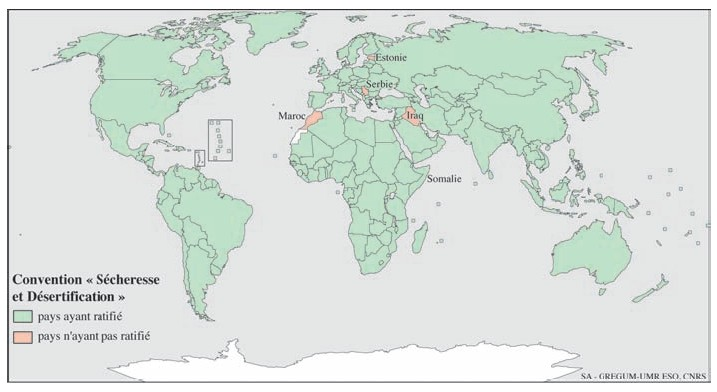 Estonie
Serbie
Maroc
Iraq
Somalie
Convention « Sécheresse
et Désertification »
pays ayant ratifié
pays n'ayant pas ratifié
SA - GREGUM-UMR ESO, CNRS